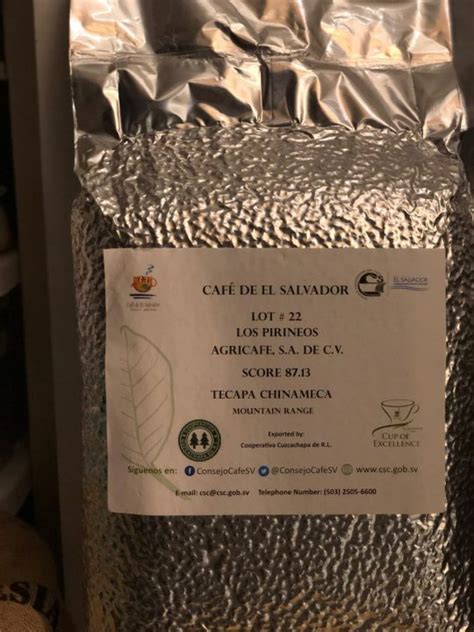 CAFÉ DE EL SALVADOR
EL SALVADOR
LOT # 22
LOS PIRINEOS
AGRICAFE, S.A. DE C.V.
SCORE 87.13
TECAPA CHINAMECA
MOUNTAIN RANGE
Exported by:
Cooperativa Cuzcachapa de R.L.
CUP OF
EXCELLENCE
Síguenos en: ConsejoCafeSV @ConsejoCafeSV www.csc.gob.sv
E-mail: csc@csc.gob.sv Telephone Number: (503) 2505-6600